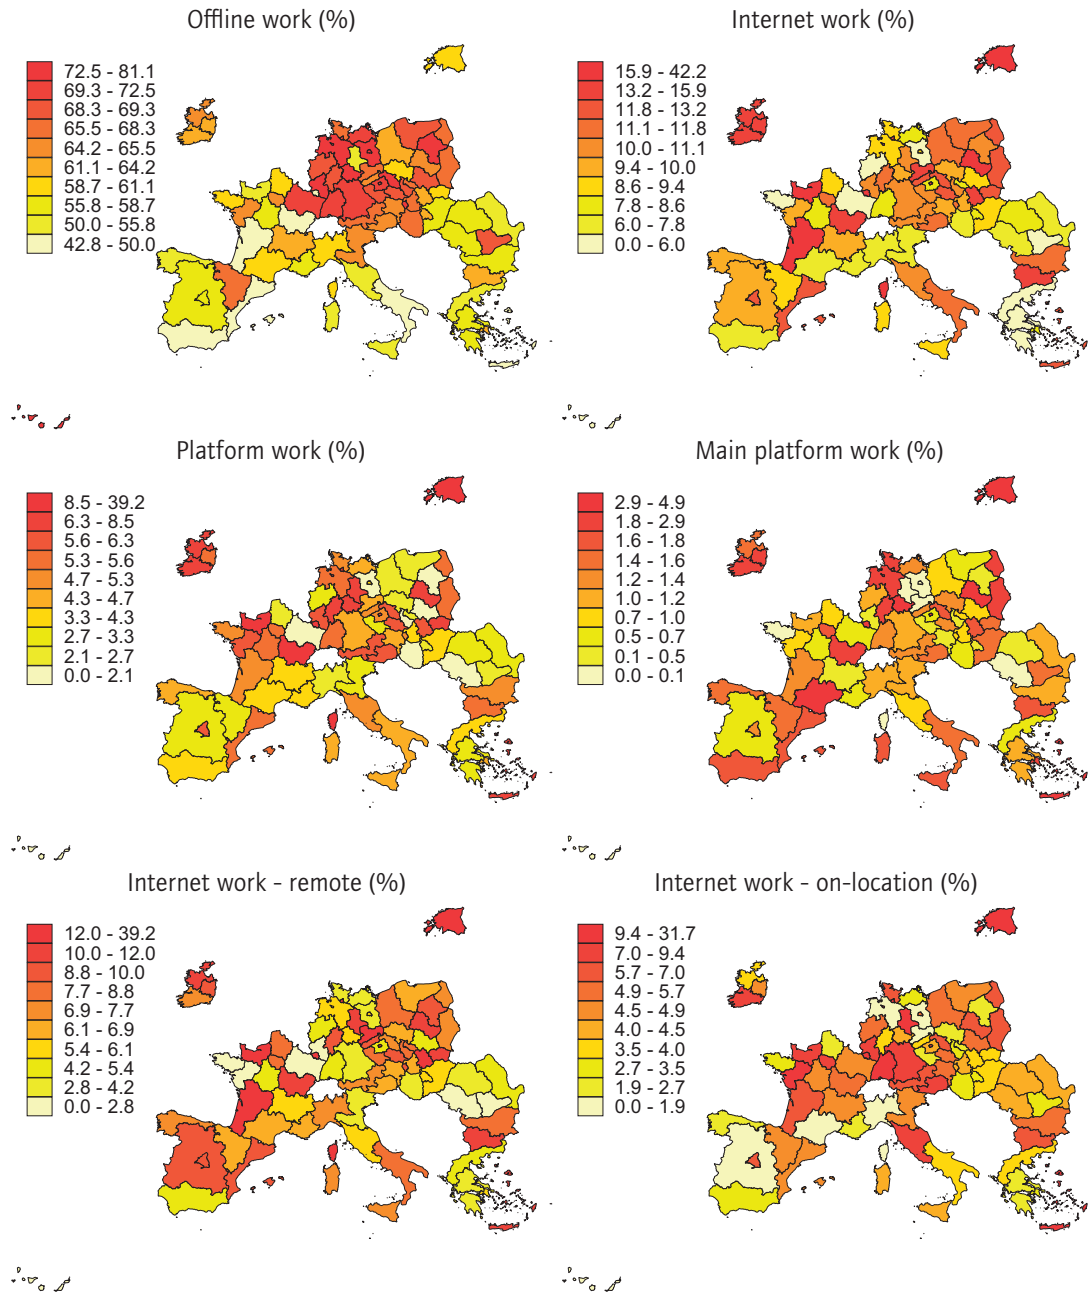 Offline work (%)
72.5 - 81.1
69.3 - 72.5
68.3 - 69.3
65.5 - 68.3
64.2 - 65.5
61.1 - 64.2
58.7 - 61.1
55.8 - 58.7
50.0 - 55.8
42.8 - 50.0
Internet work (%)
15.9 - 42.2
13.2 - 15.9
11.8 - 13.2
11.1 - 11.8
10.0 - 11.1
9.4 - 10.0
8.6 - 9.4
7.8 - 8.6
6.0 - 7.8
0.0 - 6.0
Platform work (%)
8.5 - 39.2
6.3 - 8.5
5.6 - 6.3
5.3 - 5.6
4.7 - 5.3
4.3 - 4.7
3.3 - 4.3
2.7 - 3.3
2.1 - 2.7
0.0 - 2.1
Main platform work (%)
2.9 - 4.9
1.8 - 2.9
1.6 - 1.8
1.4 - 1.6
1.2 - 1.4
1.0 - 1.2
0.7 - 1.0
0.5 - 0.7
0.1 - 0.5
0.0 - 0.1
Internet work - remote (%)
12.0 - 39.2
10.0 - 12.0
8.8 - 10.0
7.7 - 8.8
6.9 - 7.7
6.1 - 6.9
5.4 - 6.1
4.2 - 5.4
2.8 - 4.2
0.0 - 2.8
Internet work - on-location (%)
9.4 - 31.7
7.0 - 9.4
5.7 - 7.0
4.9 - 5.7
4.5 - 4.9
4.0 - 4.5
3.5 - 4.0
2.7 - 3.5
1.9 - 2.7
0.0 - 1.9